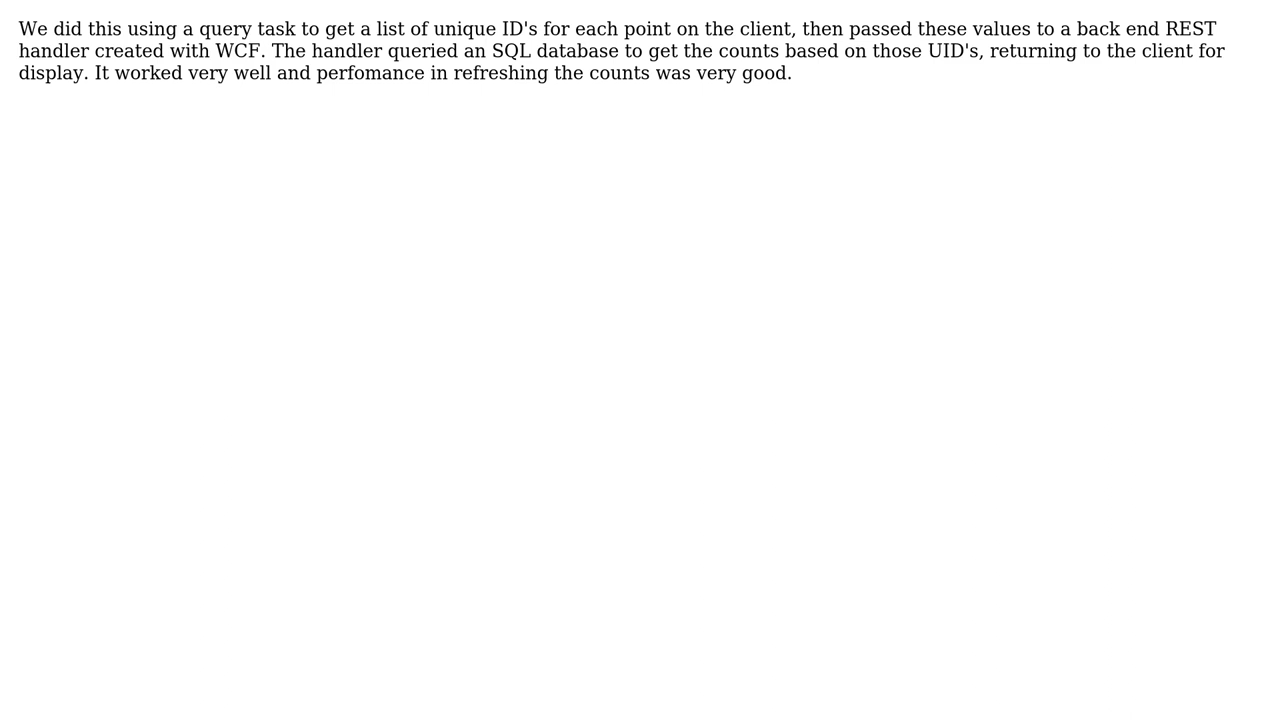 We did this using a query task to get a list of unique ID's for each point on the client, then passed these values to a back end REST
handler created with WCF. The handler queried an SQL database to get the counts based on those UID's, returning to the client for
display. It worked very well and perfomance in refreshing the counts was very good.